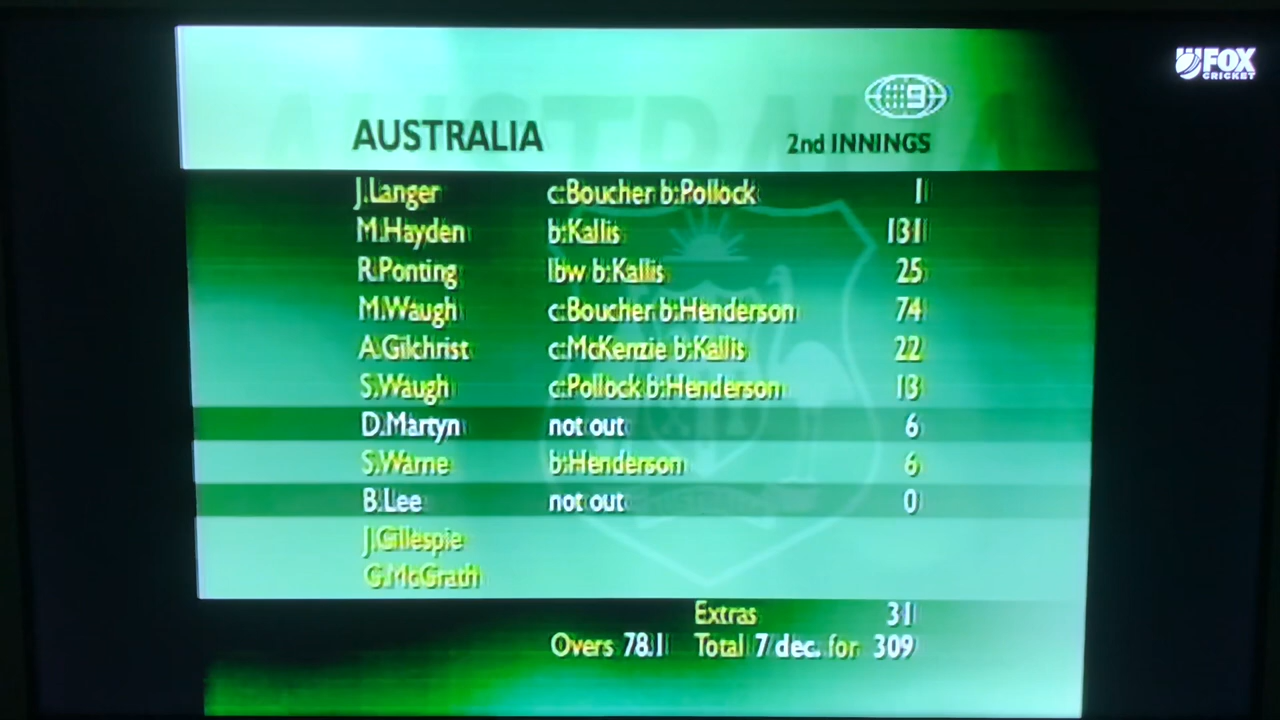 FOX
CRICKET
9
AUSTRALIA
2nd INNINGS
J.Langer c:Boucher b:Pollock 1
M.Hayden b:Kallis 131
R.Ponting lbw b:Kallis 25
M.Waugh c:Boucher b:Henderson 74
A.Gilchrist c:McKenzie b:Kallis 22
S.Waugh c:Pollock b:Henderson 13
D.Martyn not out 6
S.Warne b:Henderson 6
B.Lee not out 0
J.Gillespie
G.McGrath
Extras 31
Overs 78.1 Total 7 dec. for 309